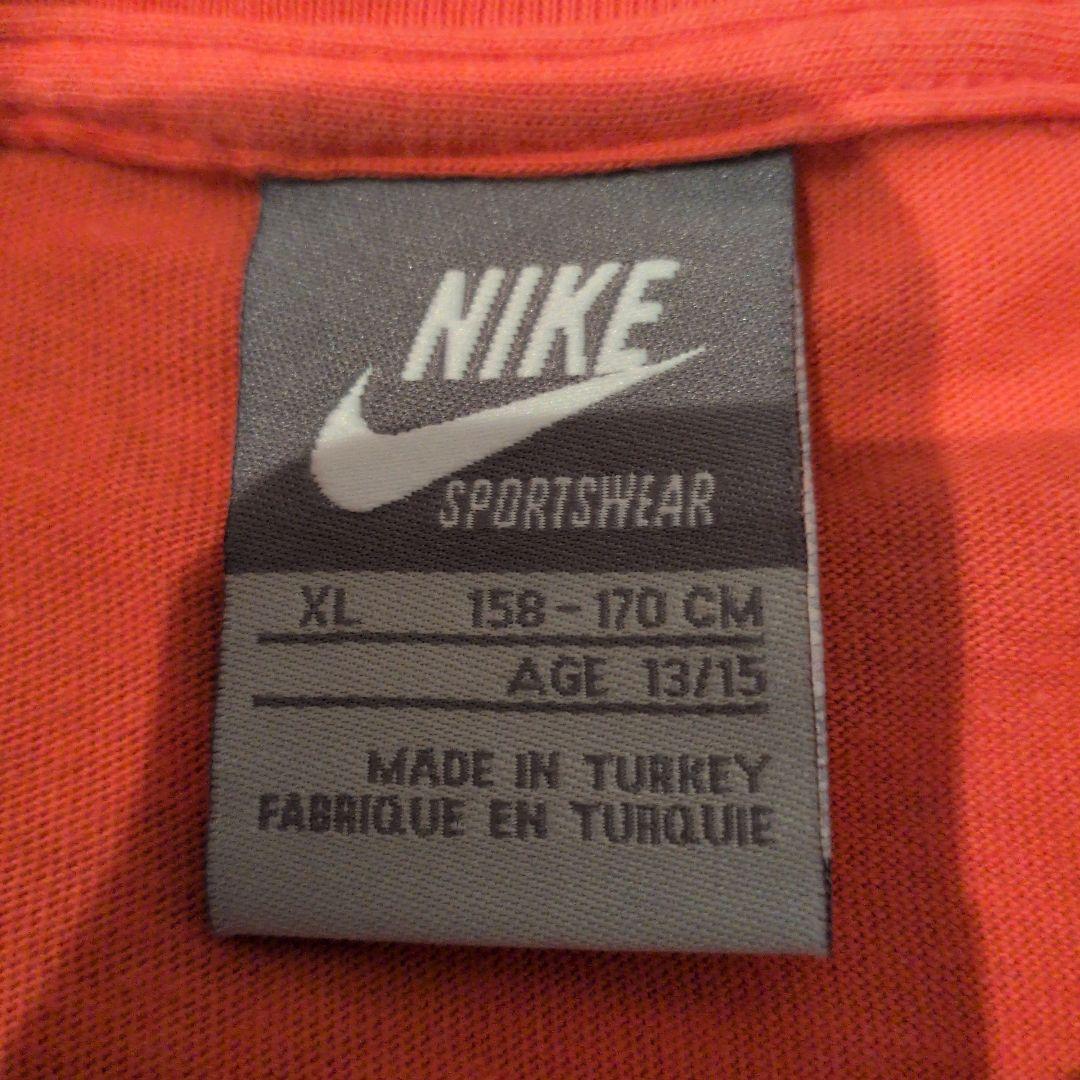 NIKE
SPORTSWEAR
XL 158 - 170 CM
AGE 13/15
MADE IN TURKEY
FABRIQUE EN TURQUIE